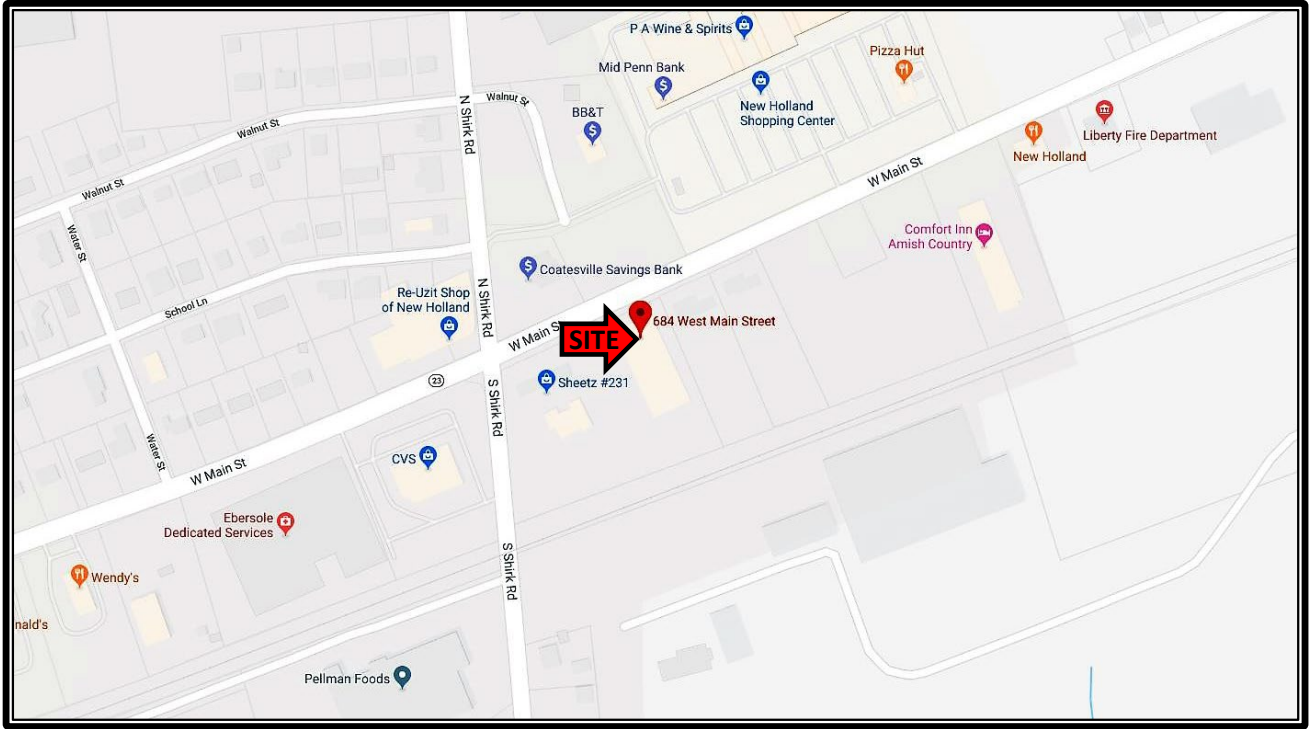 P A Wine & Spirits
Pizza Hut
Mid Penn Bank
New Holland
Shopping Center
BB&T
Walnut St
N Shirk Rd
Walnut St
Liberty Fire Department
New Holland
W Main St
Walnut St
Water St
Comfort Inn
Amish Country
Coatesville Savings Bank
Re-Uzit Shop
of New Holland
N Shirk Rd
School Ln
684 West Main Street
W Main S
SITE
23
Sheetz #231
S Shirk Rd
Water St
CVS
W Main St
Ebersole
Dedicated Services
S Shirk Rd
Wendy's
nald's
Pellman Foods